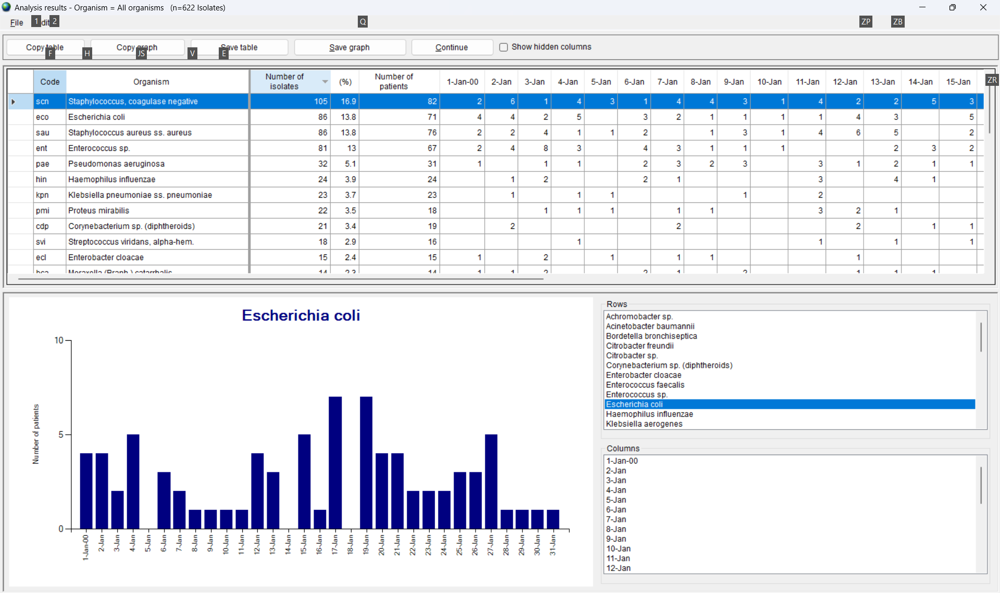 Analysis results - Organism = All organisms   (n=622 Isolates)
File 1 dit 2 Q ZP ZB
Copy table Copy graph Save table Save graph Continue Show hidden columns
F H JS V E
Code Organism Number of isolates (%) Number of patients 1-Jan-00 2-Jan 3-Jan 4-Jan 5-Jan 6-Jan 7-Jan 8-Jan 9-Jan 10-Jan 11-Jan 12-Jan 13-Jan 14-Jan 15-Jan ZR
scn Staphylococcus, coagulase negative 105 16.9 82 2 6 1 4 3 1 4 4 3 1 4 2 2 5 3
eco Escherichia coli 86 13.8 71 4 4 2 5 3 2 1 1 1 1 4 3 5
sau Staphylococcus aureus ss. aureus 86 13.8 76 2 2 4 1 1 2 1 3 1 4 6 5 2
ent Enterococcus sp. 81 13 67 2 4 8 3 4 3 1 1 1 2 3 2
pae Pseudomonas aeruginosa 32 5.1 31 1 1 1 2 3 2 3 3 1 2 1 1
hin Haemophilus influenzae 24 3.9 24 1 2 2 1 3 4 1
kpn Klebsiella pneumoniae ss. pneumoniae 23 3.7 23 1 1 1 1 2
pmi Proteus mirabilis 22 3.5 18 1 1 1 1 1 3 2 1
cdp Corynebacterium sp. (diphtheroids) 21 3.4 19 2 2 2 1 1
svi Streptococcus viridans, alpha-hem. 18 2.9 16 1 1 1 1
ecl Enterobacter cloacae 15 2.4 15 1 2 1 1 1 1
bca Moraxella (Branh.) catarrhalis 14 2.3 14 1 1 2 2 1 2 1 1 1
Escherichia coli
Number of patients
10
5
0
1-Jan-00 2-Jan 3-Jan 4-Jan 5-Jan 6-Jan 7-Jan 8-Jan 9-Jan 10-Jan 11-Jan 12-Jan 13-Jan 14-Jan 15-Jan 16-Jan 17-Jan 18-Jan 19-Jan 20-Jan 21-Jan 22-Jan 23-Jan 24-Jan 25-Jan 26-Jan 27-Jan 28-Jan 29-Jan 30-Jan 31-Jan
Rows
Achromobacter sp.
Acinetobacter baumannii
Bordetella bronchiseptica
Citrobacter freundii
Citrobacter sp.
Corynebacterium sp. (diphtheroids)
Enterobacter cloacae
Enterococcus faecalis
Enterococcus sp.
Escherichia coli
Haemophilus influenzae
Klebsiella aerogenes
Columns
1-Jan-00
2-Jan
3-Jan
4-Jan
5-Jan
6-Jan
7-Jan
8-Jan
9-Jan
10-Jan
11-Jan
12-Jan